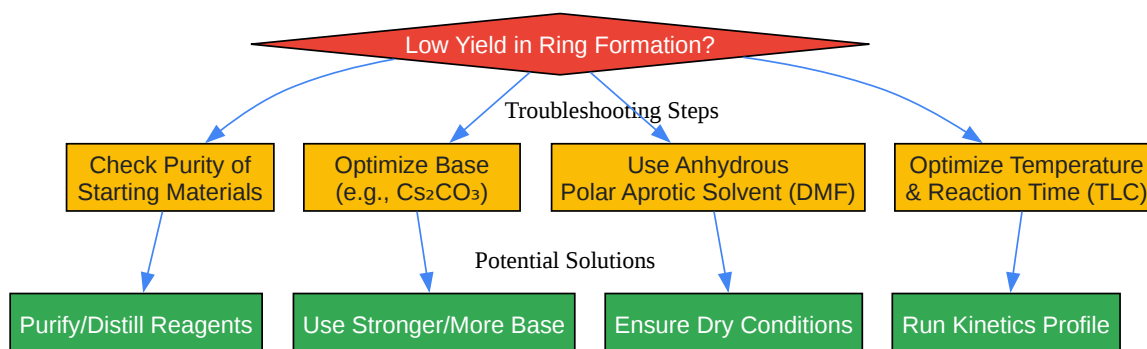 Low Yield in Ring Formation?
Troubleshooting Steps
Check Purity of
Starting Materials
Optimize Base
(e.g., Cs₂CO₃)
Use Anhydrous
Polar Aprotic Solvent (DMF)
Optimize Temperature
& Reaction Time (TLC)
Potential Solutions
Purify/Distill Reagents
Use Stronger/More Base
Ensure Dry Conditions
Run Kinetics Profile